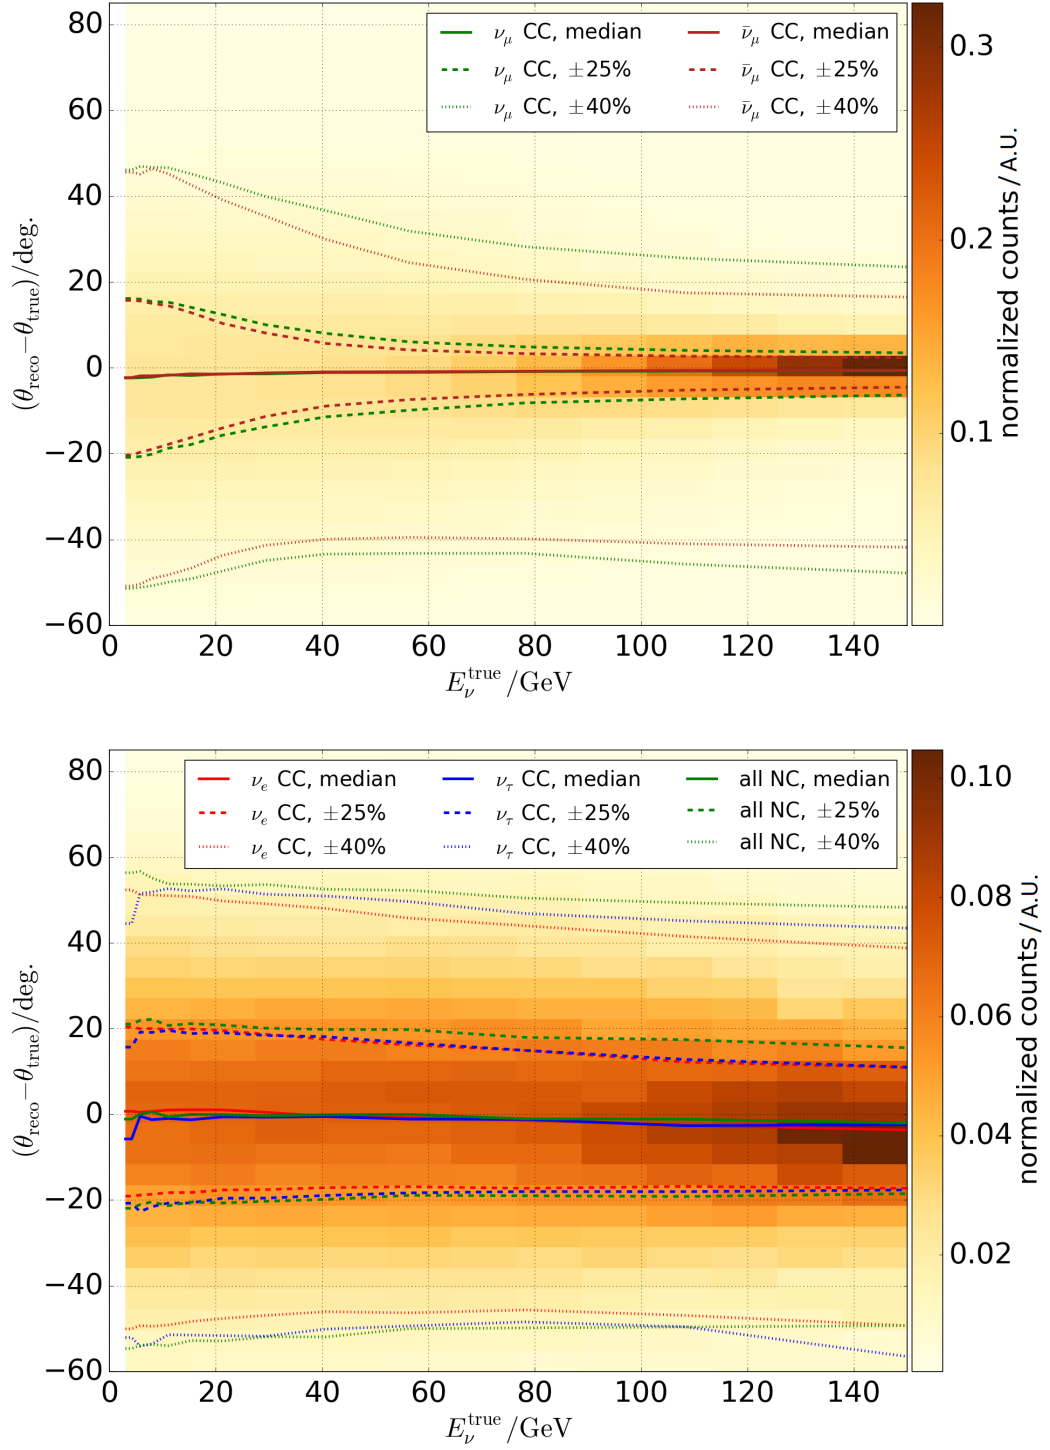 80
60
40
20
0
−20
−40
−60
(θreco−θtrue)/deg.
νμ CC, median
νμ CC, ±25%
νμ CC, ±40%
ν̄μ CC, median
ν̄μ CC, ±25%
ν̄μ CC, ±40%
0 20 40 60 80 100 120 140
Eνtrue/GeV
0.3
0.2
0.1
normalized counts / A.U.
80
60
40
20
0
−20
−40
−60
(θreco−θtrue)/deg.
νe CC, median
νe CC, ±25%
νe CC, ±40%
ντ CC, median
ντ CC, ±25%
ντ CC, ±40%
all NC, median
all NC, ±25%
all NC, ±40%
0 20 40 60 80 100 120 140
Eνtrue/GeV
0.10
0.08
0.06
0.04
0.02
normalized counts / A.U.